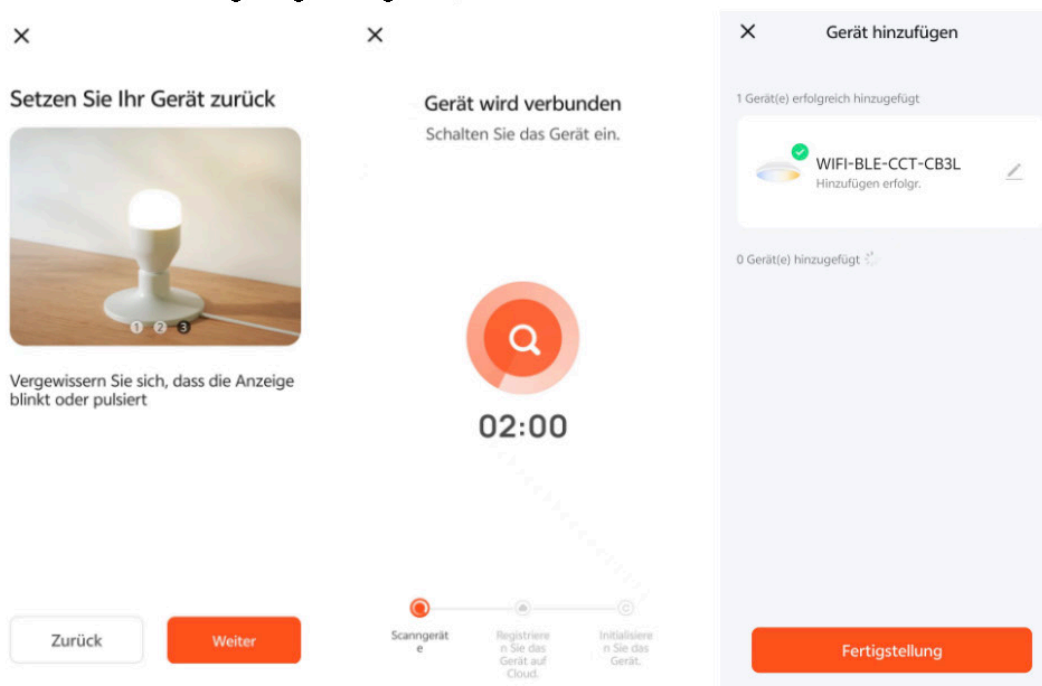 Setzen Sie Ihr Gerät zurück
1 2 3
Vergewissern Sie sich, dass die Anzeige
blinkt oder pulsiert
Zurück
Weiter
Gerät wird verbunden
Schalten Sie das Gerät ein.
02:00
Scanngerät
e
Registriere
n Sie das
Gerät auf
Cloud.
Initialisiere
n Sie das
Gerät.
Gerät hinzufügen
1 Gerät(e) erfolgreich hinzugefügt
WIFI-BLE-CCT-CB3L
Hinzufügen erfolgr.
0 Gerät(e) hinzugefügt
Fertigstellung